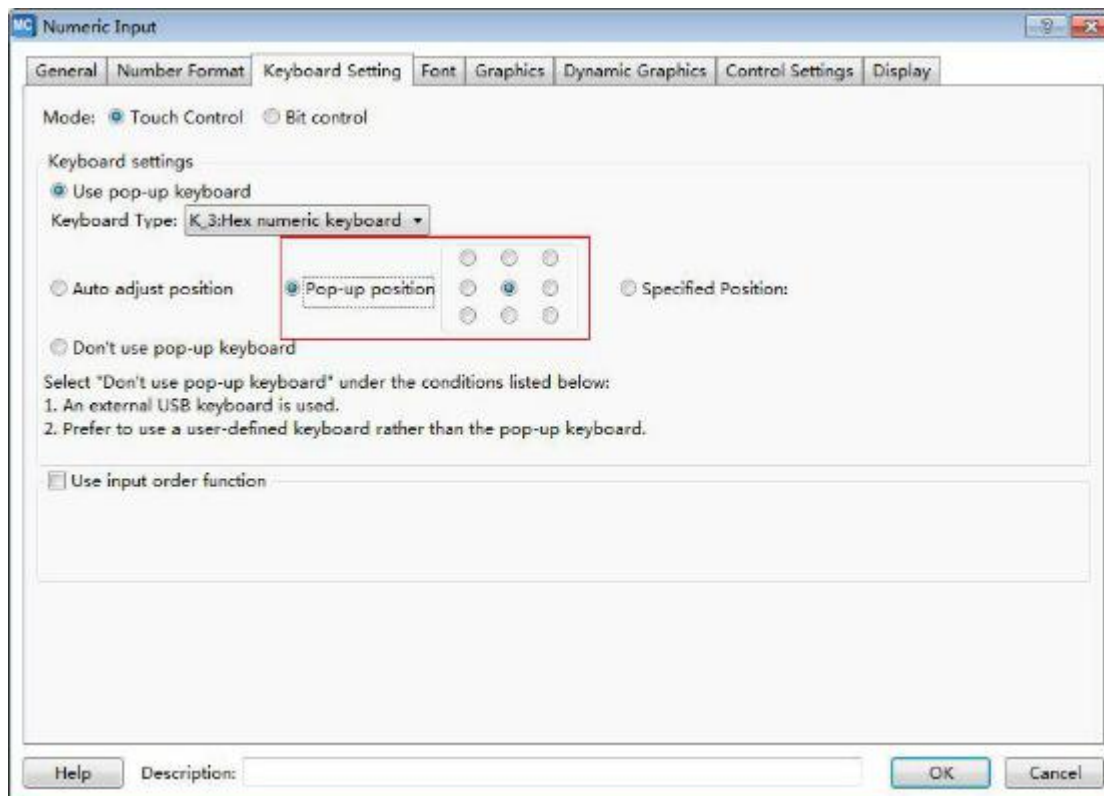 MC Numeric Input
General Number Format Keyboard Setting Font Graphics Dynamic Graphics Control Settings Display
Mode: Touch Control Bit control
Keyboard settings
Use pop-up keyboard
Keyboard Type: K_3:Hex numeric keyboard
Auto adjust position Pop-up position Specified Position:
Don't use pop-up keyboard
Select "Don't use pop-up keyboard" under the conditions listed below:
1. An external USB keyboard is used.
2. Prefer to use a user-defined keyboard rather than the pop-up keyboard.
Use input order function
Help Description: OK Cancel